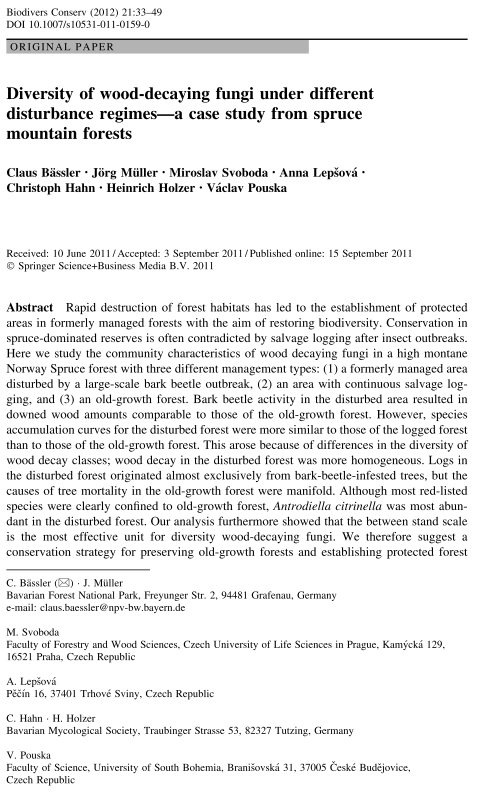 Biodivers Conserv (2012) 21:33–49
DOI 10.1007/s10531-011-0159-0
ORIGINAL PAPER
Diversity of wood-decaying fungi under different
disturbance regimes—a case study from spruce
mountain forests
Claus Bässler · Jörg Müller · Miroslav Svoboda · Anna Lepšová ·
Christoph Hahn · Heinrich Holzer · Václav Pouska
Received: 10 June 2011 / Accepted: 3 September 2011 / Published online: 15 September 2011
© Springer Science+Business Media B.V. 2011
Abstract Rapid destruction of forest habitats has led to the establishment of protected
areas in formerly managed forests with the aim of restoring biodiversity. Conservation in
spruce-dominated reserves is often contradicted by salvage logging after insect outbreaks.
Here we study the community characteristics of wood decaying fungi in a high montane
Norway Spruce forest with three different management types: (1) a formerly managed area
disturbed by a large-scale bark beetle outbreak, (2) an area with continuous salvage log-
ging, and (3) an old-growth forest. Bark beetle activity in the disturbed area resulted in
downed wood amounts comparable to those of the old-growth forest. However, species
accumulation curves for the disturbed forest were more similar to those of the logged forest
than to those of the old-growth forest. This arose because of differences in the diversity of
wood decay classes; wood decay in the disturbed forest was more homogeneous. Logs in
the disturbed forest originated almost exclusively from bark-beetle-infested trees, but the
causes of tree mortality in the old-growth forest were manifold. Although most red-listed
species were clearly confined to old-growth forest, Antrodiella citrinella was most abun-
dant in the disturbed forest. Our analysis furthermore showed that the between stand scale
is the most effective unit for diversity wood-decaying fungi. We therefore suggest a
conservation strategy for preserving old-growth forests and establishing protected forest
C. Bässler (✉) · J. Müller
Bavarian Forest National Park, Freyunger Str. 2, 94481 Grafenau, Germany
e-mail: claus.baessler@npv-bw.bayern.de
M. Svoboda
Faculty of Forestry and Wood Sciences, Czech University of Life Sciences in Prague, Kamýcká 129,
16521 Praha, Czech Republic
A. Lepšová
Pěčín 16, 37401 Trhové Sviny, Czech Republic
C. Hahn · H. Holzer
Bavarian Mycological Society, Traubinger Strasse 53, 82327 Tutzing, Germany
V. Pouska
Faculty of Science, University of South Bohemia, Branišovská 31, 37005 České Budějovice,
Czech Republic